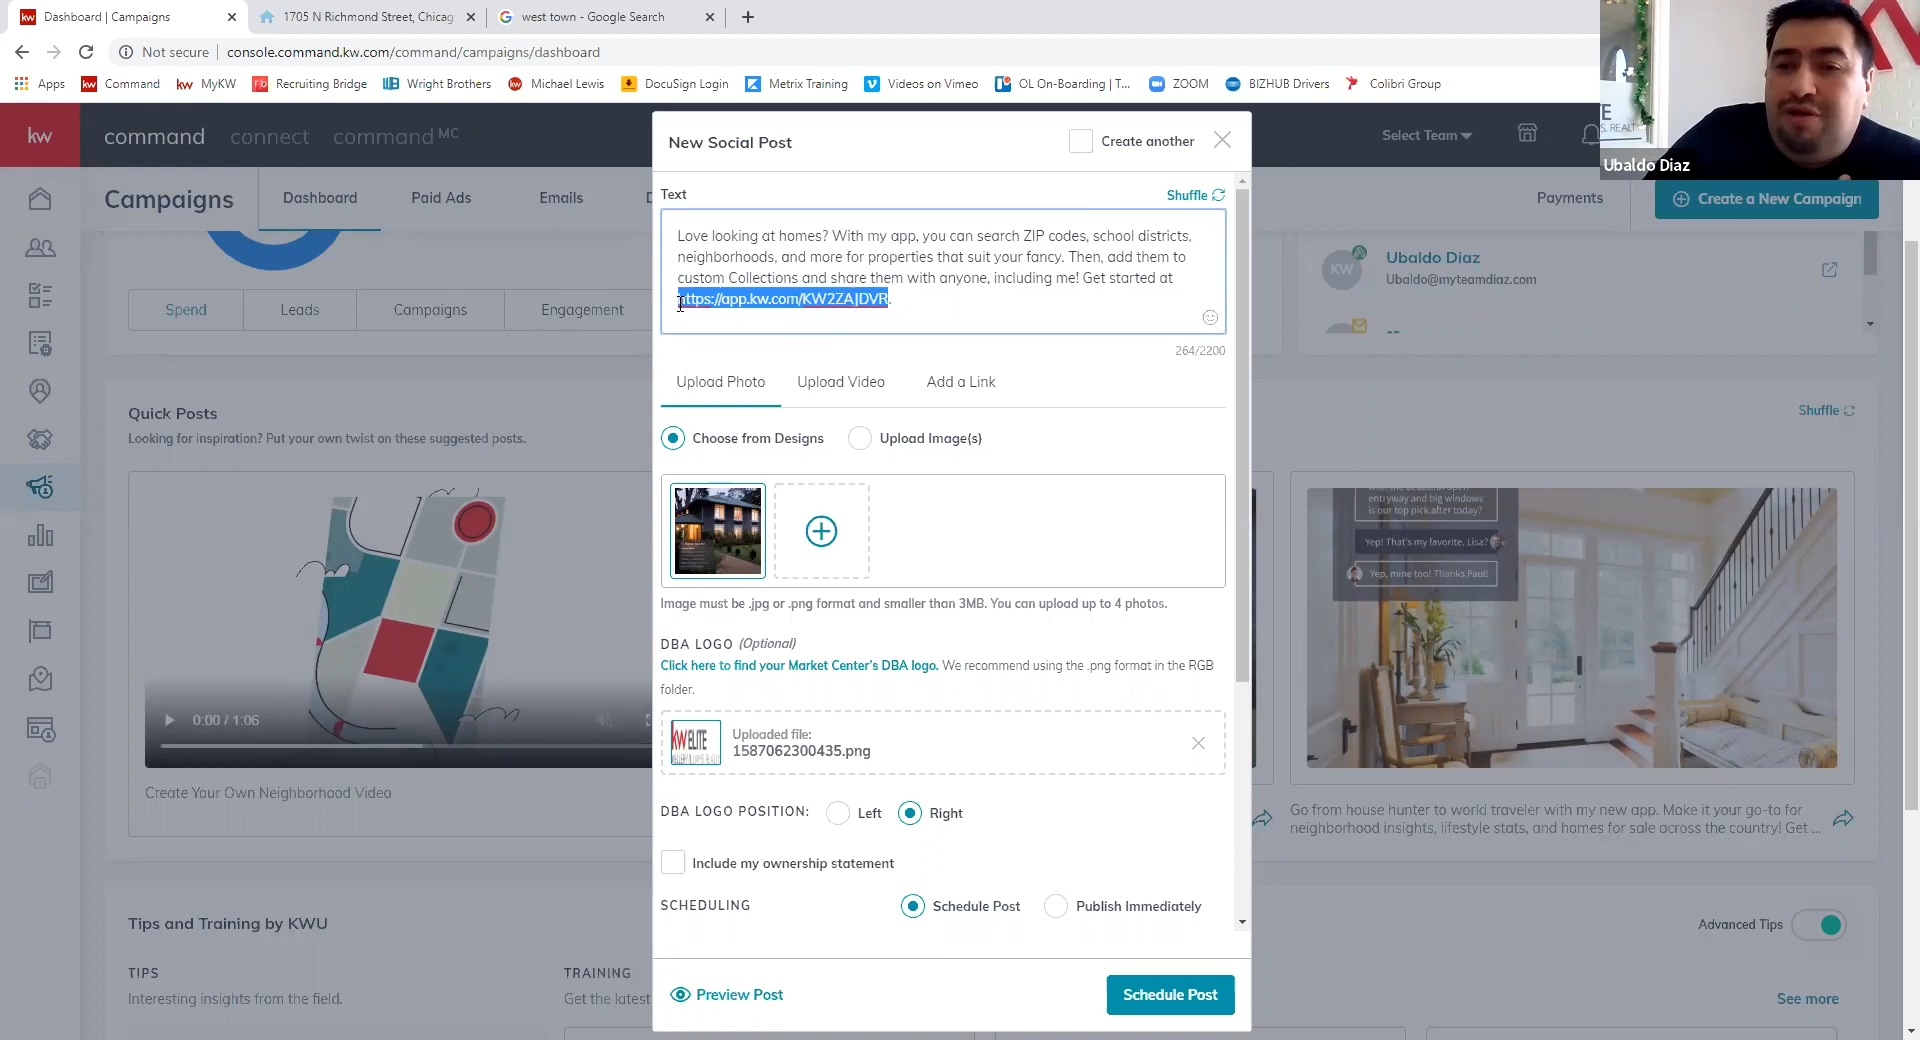 Dashboard | Campaigns
1705 N Richmond Street, Chicag
west town - Google Search
Not secure
console.command.kw.com/command/campaigns/dashboard
Apps
Command
MyKW
Recruiting Bridge
Wright Brothers
Michael Lewis
DocuSign Login
Metrix Training
Videos on Vimeo
OL On-Boarding | T...
ZOOM
BIZHUB Drivers
Colibri Group
Ubaldo Diaz
kw
command
connect
command MC
Select Team
Campaigns
Dashboard
Paid Ads
Emails
Payments
Create a New Campaign
New Social Post
Create another
Text
Shuffle
Love looking at homes? With my app, you can search ZIP codes, school districts,
neighborhoods, and more for properties that suit your fancy. Then, add them to
custom Collections and share them with anyone, including me! Get started at
https://app.kw.com/KW2ZAJDVR.
264/2200
Upload Photo
Upload Video
Add a Link
Choose from Designs
Upload Image(s)
Image must be .jpg or .png format and smaller than 3MB. You can upload up to 4 photos.
DBA LOGO (Optional)
Click here to find your Market Center's DBA logo. We recommend using the .png format in the RGB
folder.
KW ELITE
Uploaded file:
1587062300435.png
DBA LOGO POSITION:
Left
Right
Include my ownership statement
SCHEDULING
Schedule Post
Publish Immediately
Preview Post
Schedule Post
KW
Ubaldo Diaz
Ubaldo@myteamdiaz.com
--
Spend
Leads
Campaigns
Engagement
Quick Posts
Looking for inspiration? Put your own twist on these suggested posts.
Shuffle
0:00 / 1:06
Create Your Own Neighborhood Video
entryway and big windows
is our top pick after today?
Yep! That's my favorite, Lisa?
Yep, mine too! Thanks Paul!
Go from house hunter to world traveler with my new app. Make it your go-to for
neighborhood insights, lifestyle stats, and homes for sale across the country! Get ...
Tips and Training by KWU
Advanced Tips
TIPS
Interesting insights from the field.
TRAINING
Get the latest
See more